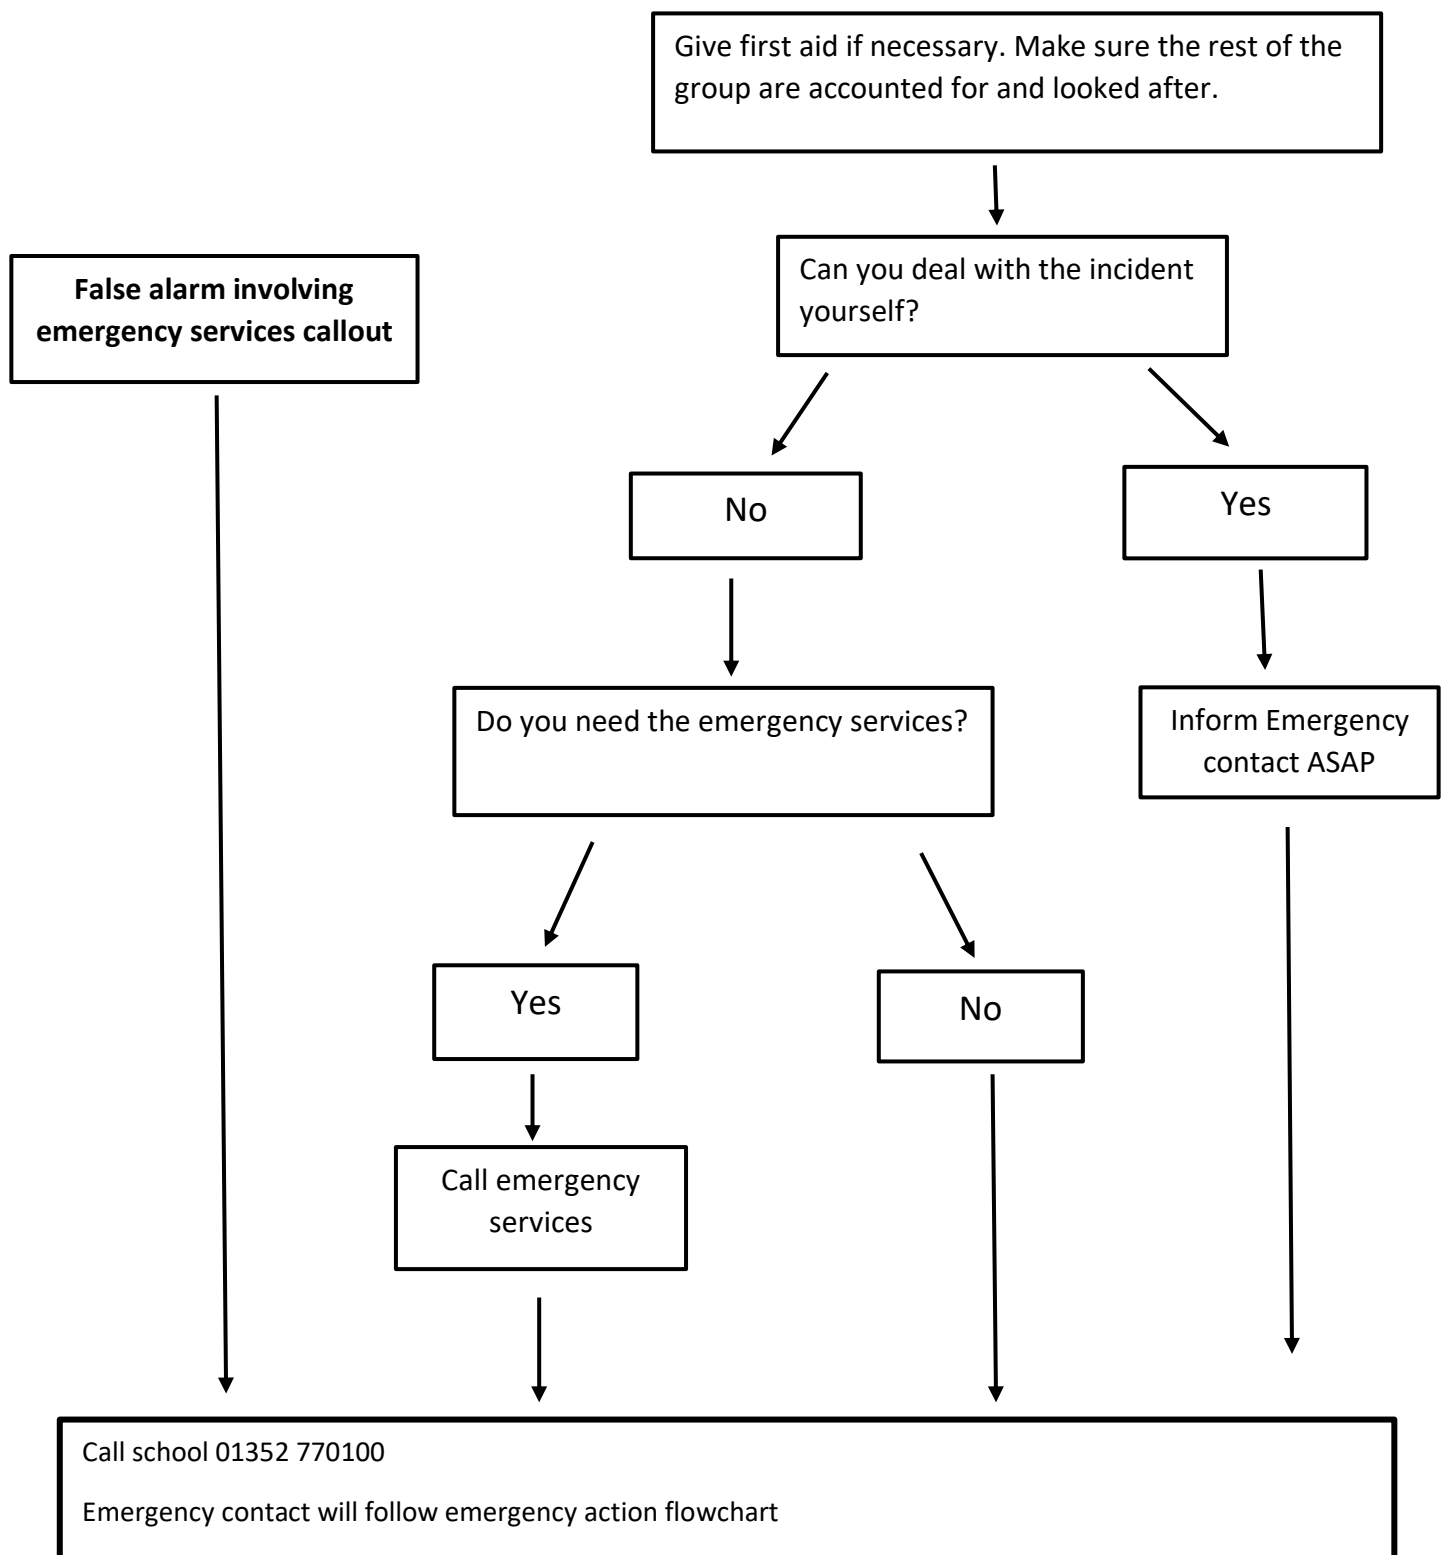 Give first aid if necessary. Make sure the rest of the
group are accounted for and looked after.
False alarm involving
emergency services callout
Can you deal with the incident
yourself?
No
Yes
Do you need the emergency services?
Inform Emergency
contact ASAP
Yes
No
Call emergency
services
Call school 01352 770100
Emergency contact will follow emergency action flowchart